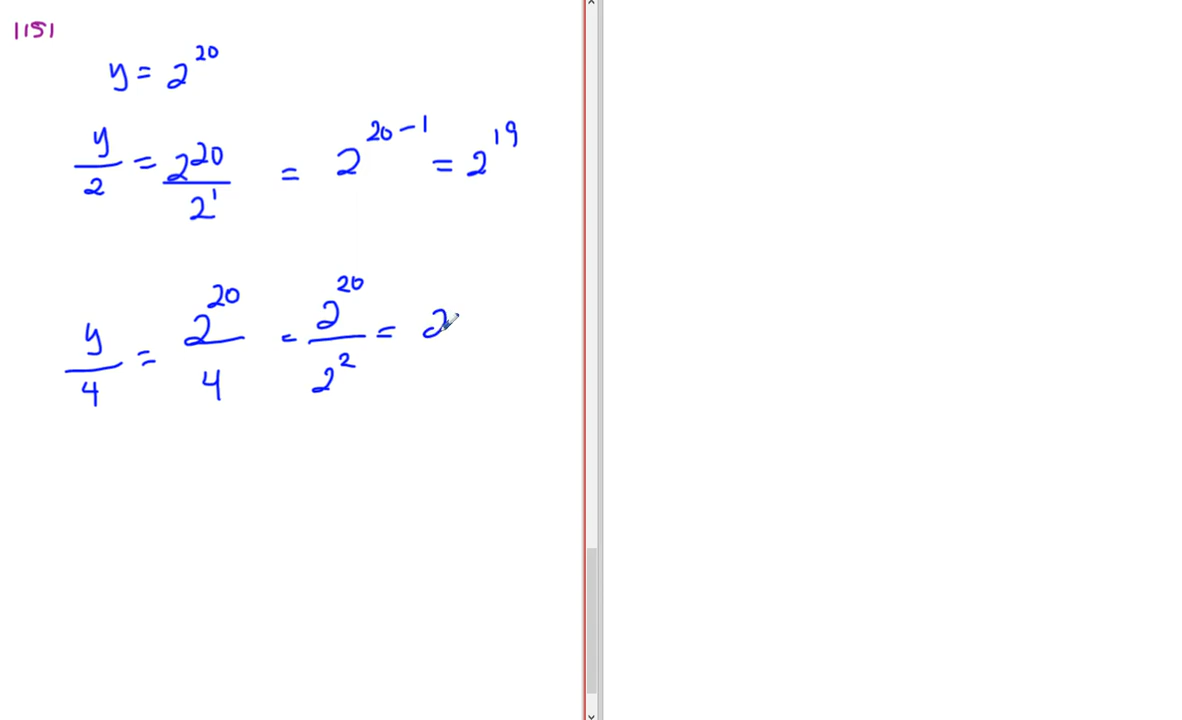 1151
y = 2^20
y/2 = 2^20/2^1 = 2^20-1 = 2^19
y/4 = 2^20/4 = 2^20/2^2 = 2